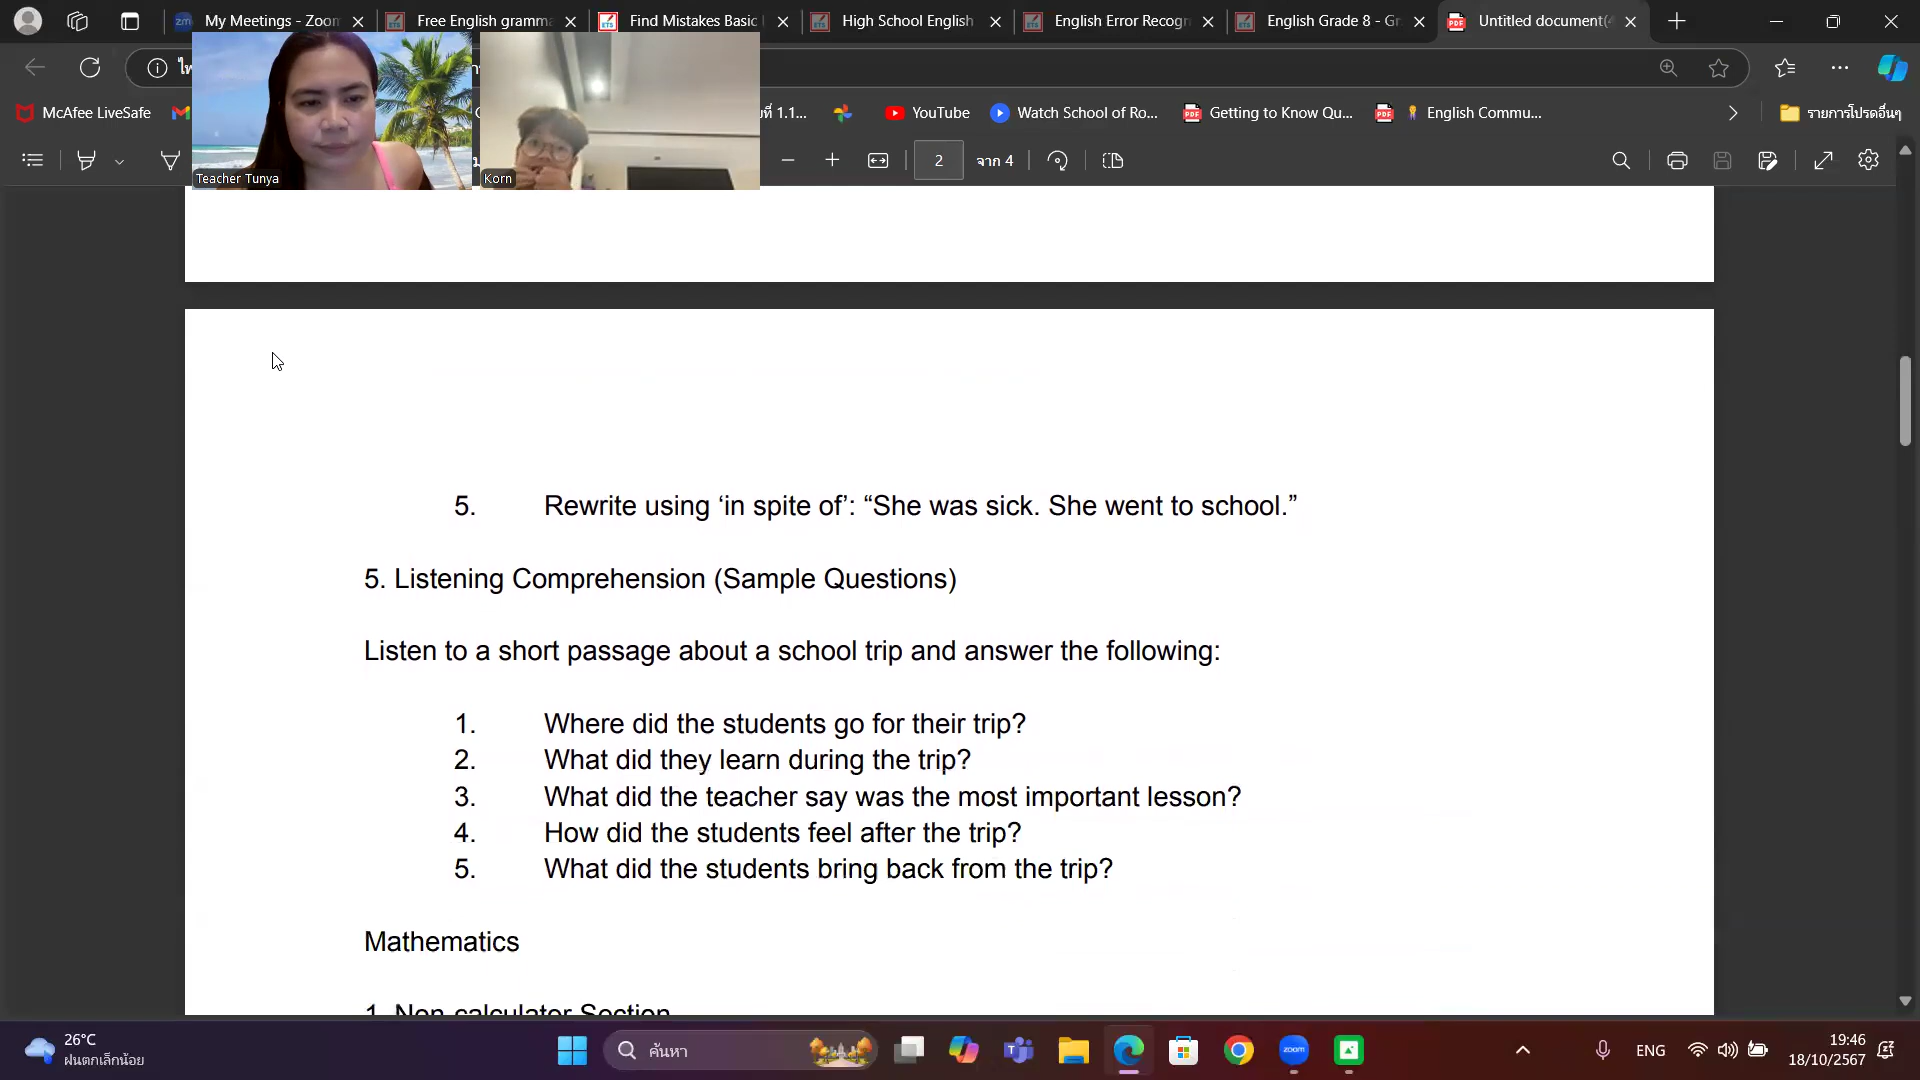 My Meetings - Zoom
Free English gramma
Find Mistakes Basic
High School English
English Error Recogn
English Grade 8 - Gr
Untitled document(4
McAfee LiveSafe
ที่ 1.1...
YouTube
Watch School of Ro...
Getting to Know Qu...
English Commu...
รายการโปรดอื่นๆ
2
จาก 4
Teacher Tunya
Korn
5. Rewrite using ‘in spite of’: “She was sick. She went to school.”
5. Listening Comprehension (Sample Questions)
Listen to a short passage about a school trip and answer the following:
1. Where did the students go for their trip?
2. What did they learn during the trip?
3. What did the teacher say was the most important lesson?
4. How did the students feel after the trip?
5. What did the students bring back from the trip?
Mathematics
1. Non-calculator Section
26°C
ฝนตกเล็กน้อย
ค้นหา
zoom
ENG
19:46
18/10/2567